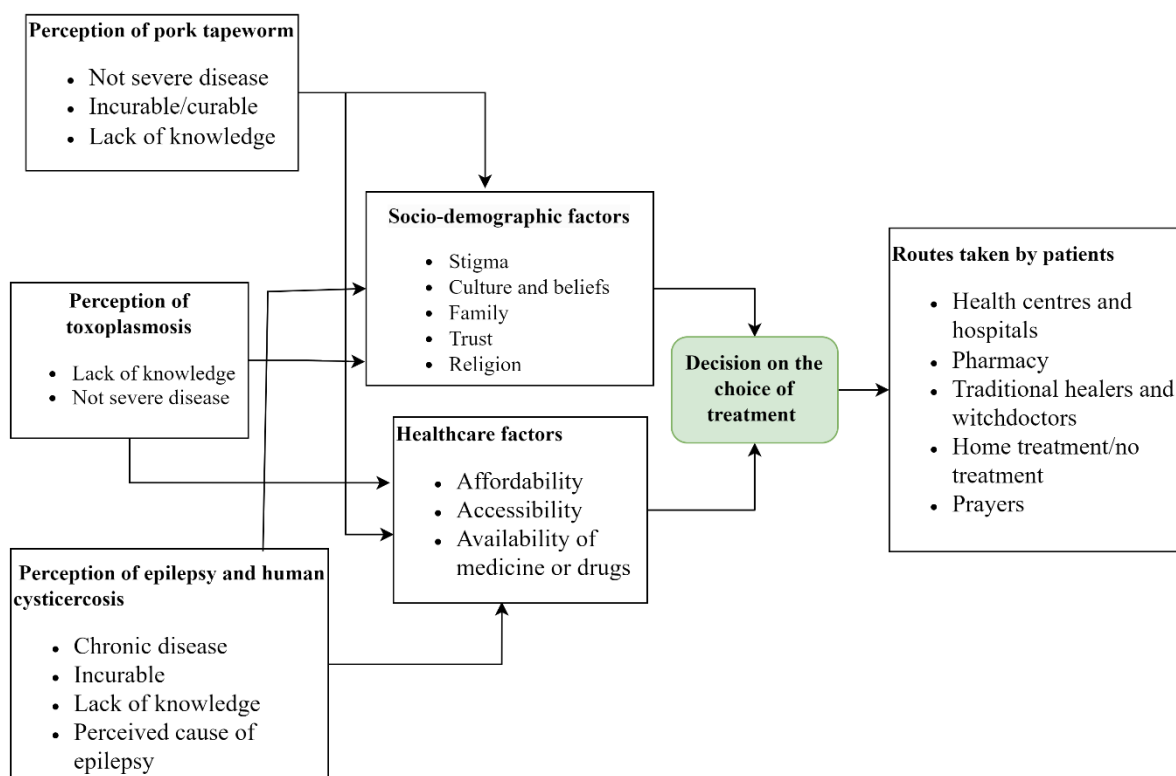 Perception of pork tapeworm
• Not severe disease
• Incurable/curable
• Lack of knowledge
Perception of
toxoplasmosis
• Lack of knowledge
• Not severe disease
Perception of epilepsy and human
cysticercosis
• Chronic disease
• Incurable
• Lack of knowledge
• Perceived cause of
epilepsy
Socio-demographic factors
• Stigma
• Culture and beliefs
• Family
• Trust
• Religion
Healthcare factors
• Affordability
• Accessibility
• Availability of
medicine or drugs
Decision on the
choice of
treatment
Routes taken by patients
• Health centres and
hospitals
• Pharmacy
• Traditional healers and
witchdoctors
• Home treatment/no
treatment
• Prayers